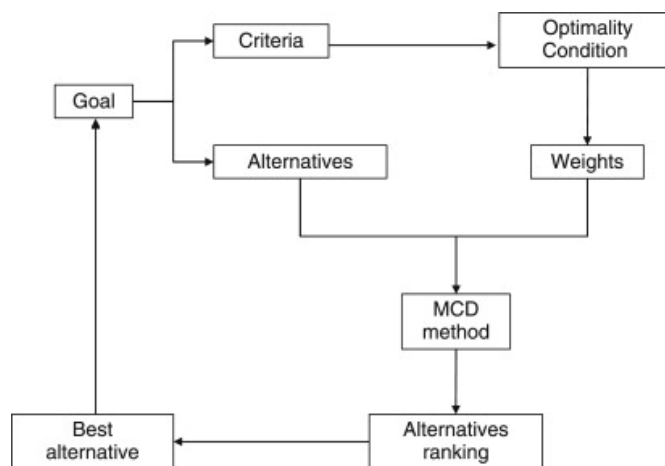 Criteria
Optimality
Condition
Goal
Alternatives
Weights
MCD
method
Best
alternative
Alternatives
ranking